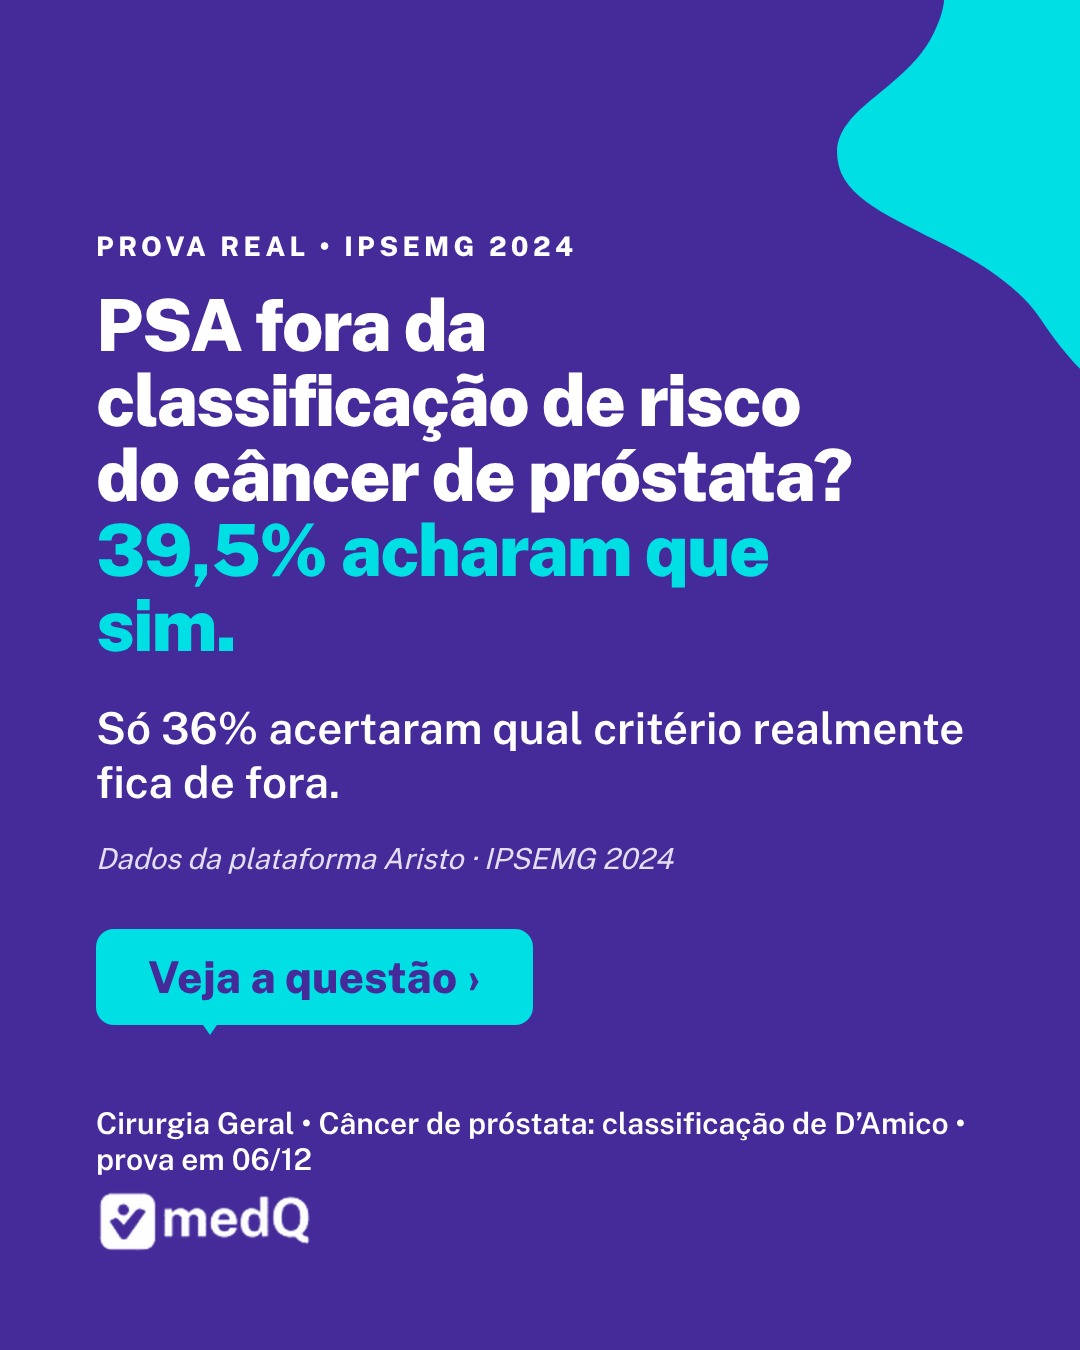 PROVA REAL • IPSEMG 2024
PSA fora da
classificação de risco
do câncer de próstata?
39,5% acharam que
sim.
Só 36% acertaram qual critério realmente
fica de fora.
Dados da plataforma Aristo · IPSEMG 2024
Veja a questão ›
Cirurgia Geral • Câncer de próstata: classificação de D’Amico •
prova em 06/12
medQ